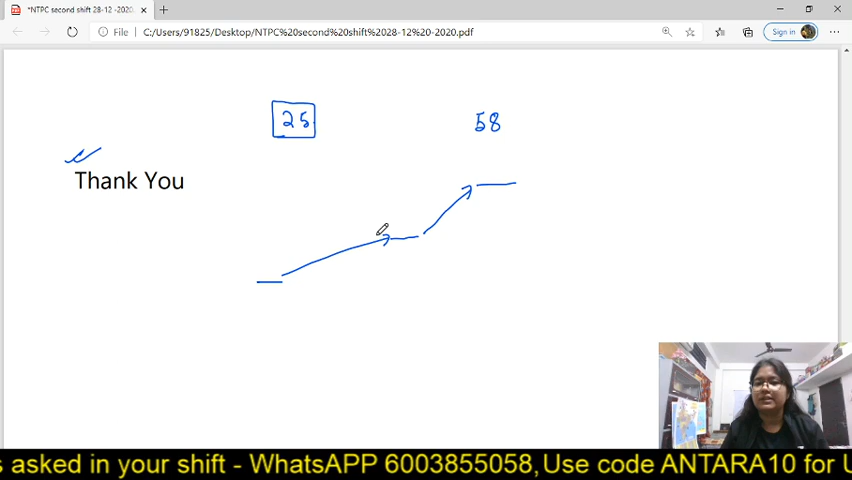 *NTPC second shift 28-12 -2020.
File
C:/Users/91825/Desktop/NTPC%20second%20shift%2028-12%20-2020.pdf
Sign in
25
58
Thank You
s asked in your shift - WhatsAPP 6003855058,Use code ANTARA10 for U